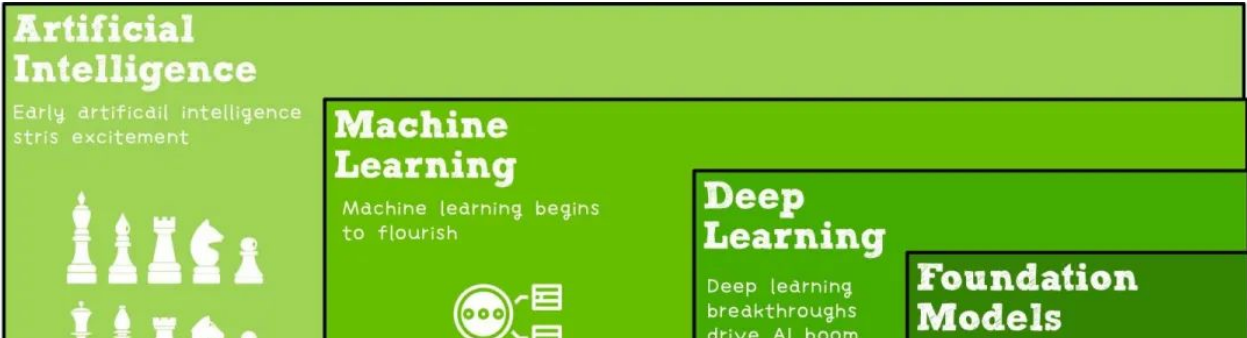 Artificial
Intelligence
Early artificail intelligence
stris excitement
Machine
Learning
Machine learning begins
to flourish
Deep
Learning
Deep learning
breakthroughs
drive AI boom
Foundation
Models